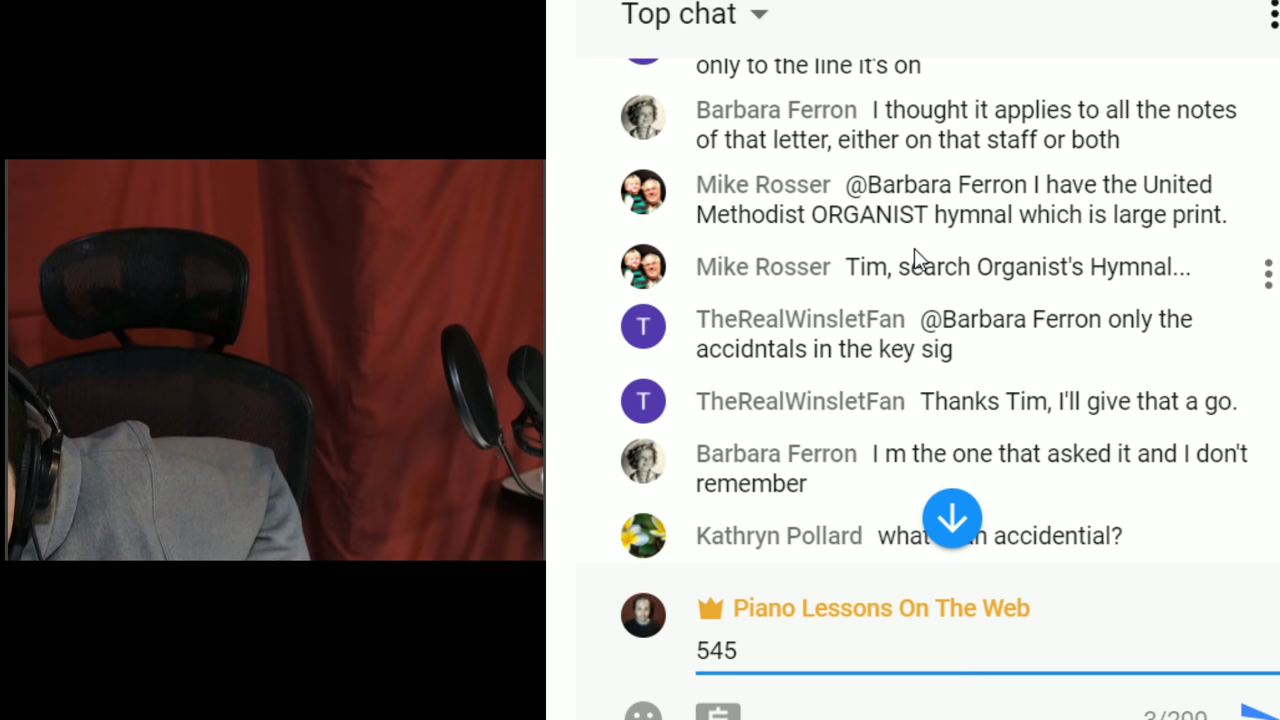 Top chat
only to the line it's on
Barbara Ferron I thought it applies to all the notes
of that letter, either on that staff or both
Mike Rosser @Barbara Ferron I have the United
Methodist ORGANIST hymnal which is large print.
Mike Rosser Tim, search Organist's Hymnal...
T TheRealWinsletFan @Barbara Ferron only the
accidntals in the key sig
T TheRealWinsletFan Thanks Tim, I'll give that a go.
Barbara Ferron I m the one that asked it and I don't
remember
Kathryn Pollard what an accidential?
Piano Lessons On The Web
545
3/200